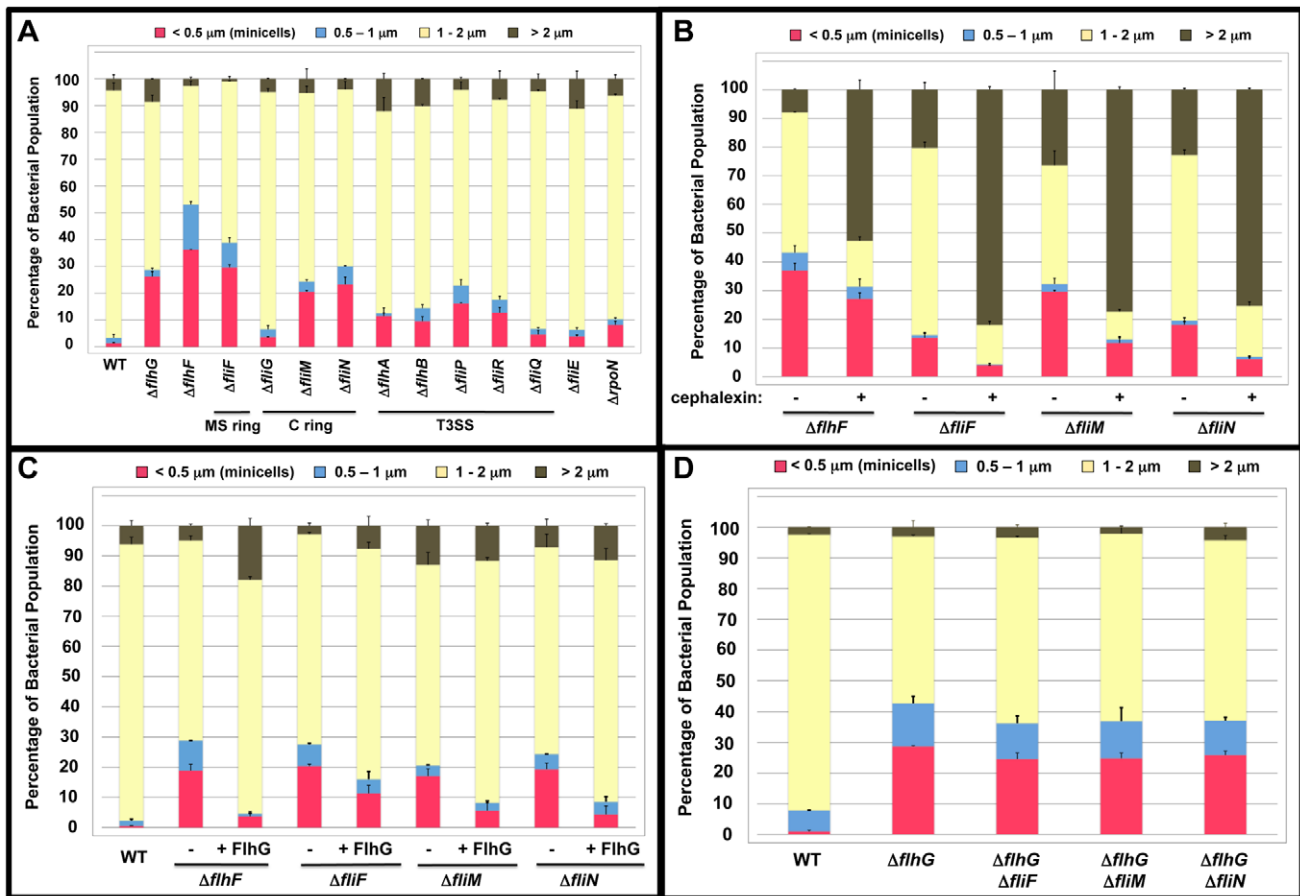 A
< 0.5 μm (minicells) 0.5 – 1 μm 1 - 2 μm > 2 μm
Percentage of Bacterial Population
100
90
80
70
60
50
40
30
20
10
0
WT ΔflhG ΔflhF ΔfliF ΔfliG ΔfliM ΔfliN ΔflhA ΔflhB ΔfliP ΔfliR ΔfliQ ΔfliE ΔrpoN
MS ring C ring T3SS
B
< 0.5 μm (minicells) 0.5 – 1 μm 1 - 2 μm > 2 μm
Percentage of Bacterial Population
100
90
80
70
60
50
40
30
20
10
0
cephalexin: - + - + - + - +
ΔflhF ΔfliF ΔfliM ΔfliN
C
< 0.5 μm (minicells) 0.5 – 1 μm 1 - 2 μm > 2 μm
Percentage of Bacterial Population
100
90
80
70
60
50
40
30
20
10
0
WT - + FlhG - + FlhG - + FlhG - + FlhG
ΔflhF ΔfliF ΔfliM ΔfliN
D
< 0.5 μm (minicells) 0.5 – 1 μm 1 - 2 μm > 2 μm
Percentage of Bacterial Population
100
90
80
70
60
50
40
30
20
10
0
WT ΔflhG ΔflhG ΔflhG ΔflhG
ΔfliF ΔfliM ΔfliN